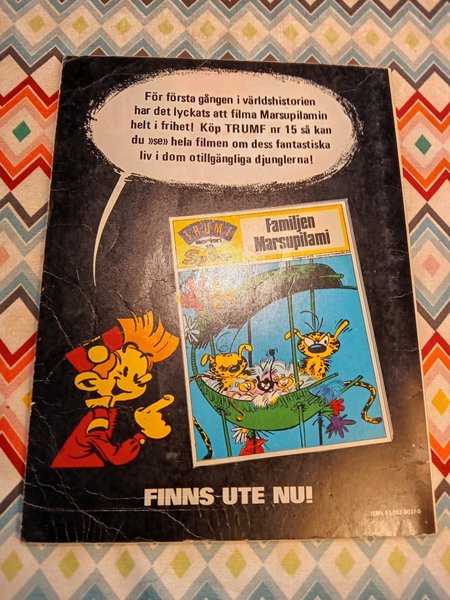 För första gången i världshistorien
har det lyckats att filma Marsupilamin
helt i frihet! Köp TRUMF nr 15 så kan
du »se» hela filmen om dess fantastiska
liv i dom otillgängliga djunglerna!
TRUMF
serien
Familjen
Marsupilami
FINNS UTE NU!